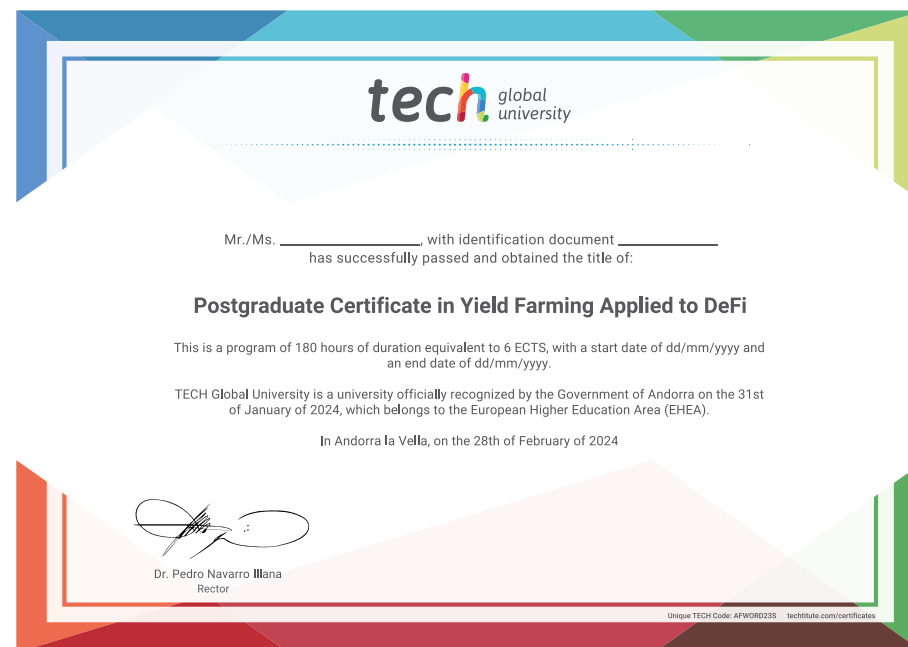 tech global university
Mr./Ms. ____________, with identification document ____________
has successfully passed and obtained the title of:
Postgraduate Certificate in Yield Farming Applied to DeFi
This is a program of 180 hours of duration equivalent to 6 ECTS, with a start date of dd/mm/yyyy and
an end date of dd/mm/yyyy.
TECH Global University is a university officially recognized by the Government of Andorra on the 31st
of January of 2024, which belongs to the European Higher Education Area (EHEA).
In Andorra la Vella, on the 28th of February of 2024
Dr. Pedro Navarro Illana
Rector
Unique TECH Code: AFWORD23S techtitute.com/certificates